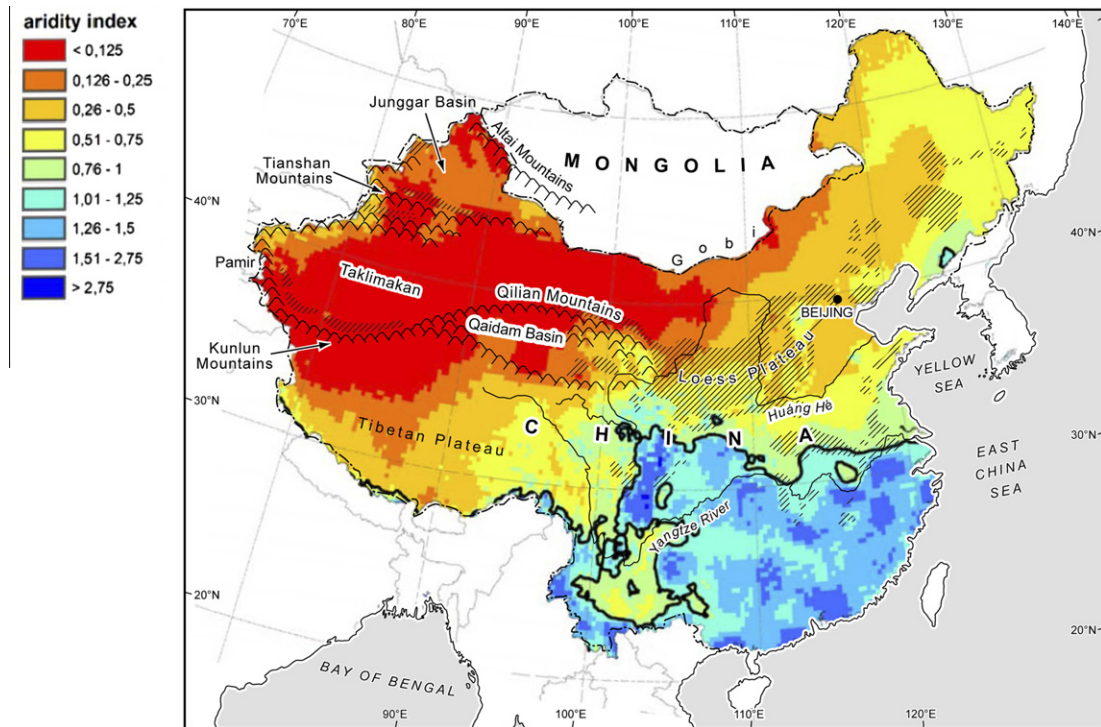 aridity index
< 0,125
0,126 - 0,25
0,26 - 0,5
0,51 - 0,75
0,76 - 1
1,01 - 1,25
1,26 - 1,5
1,51 - 2,75
> 2,75
70°E
80°E
90°E
100°E
110°E
120°E
130°E
140°E
Junggar Basin
Altai Mountains
MONGOLIA
Tianshan
Mountains
40°N
Gobi
40°N
Pamir
Taklimakan
Qilian Mountains
BEIJING
Qaidam Basin
Kunlun
Mountains
Loess Plateau
YELLOW
SEA
30°N
Huáng Hè
Tibetan Plateau
CHINA
30°N
EAST
CHINA
SEA
Yangtze River
20°N
20°N
BAY OF BENGAL
90°E
100°E
110°E
120°E